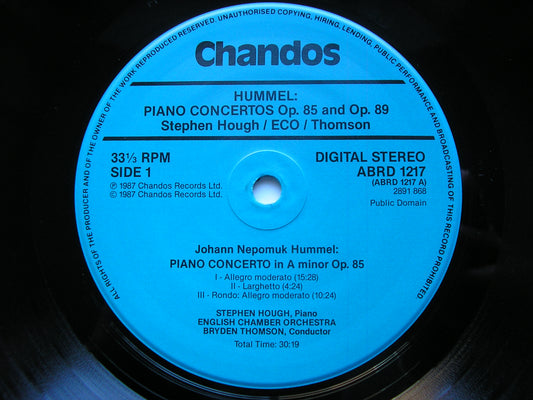 ALL RIGHTS OF THE PRODUCER AND OF THE OWNER OF THE WORK REPRODUCED RESERVED. UNAUTHORISED COPYING, HIRING, LENDING, PUBLIC PERFORMANCE AND BROADCASTING OF THIS RECORD PROHIBITED
Chandos
HUMMEL:
PIANO CONCERTOS Op. 85 and Op. 89
Stephen Hough / ECO / Thomson
33⅓ RPM
SIDE 1
℗ 1987 Chandos Records Ltd.
© 1987 Chandos Records Ltd.
DIGITAL STEREO
ABRD 1217
(ABRD 1217 A)
2891 868
Public Domain
Johann Nepomuk Hummel:
PIANO CONCERTO in A minor Op. 85
I - Allegro moderato (15:28)
II - Larghetto (4:24)
III - Rondo: Allegro moderato (10:24)
STEPHEN HOUGH, Piano
ENGLISH CHAMBER ORCHESTRA
BRYDEN THOMSON, Conductor
Total Time: 30:19